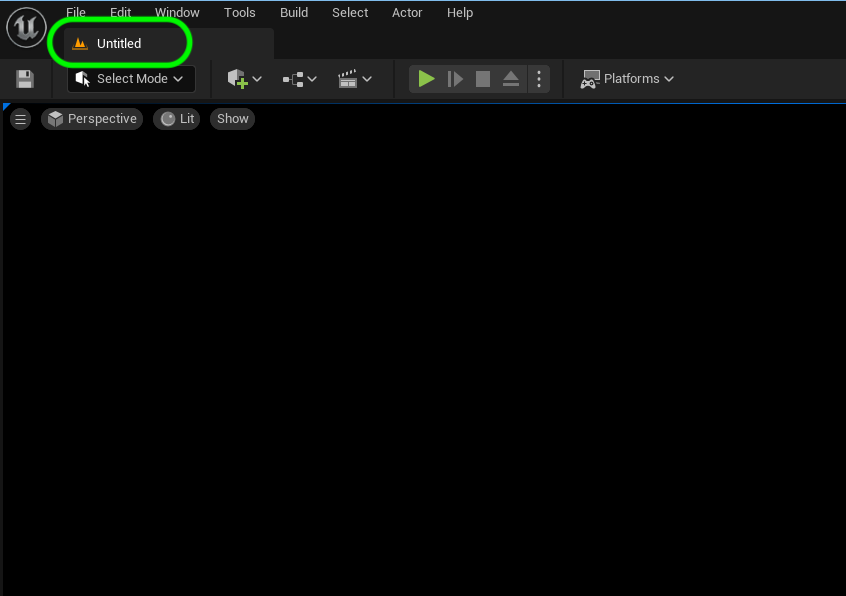 File Edit Window Tools Build Select Actor Help
Untitled
Select Mode Platforms
Perspective Lit Show